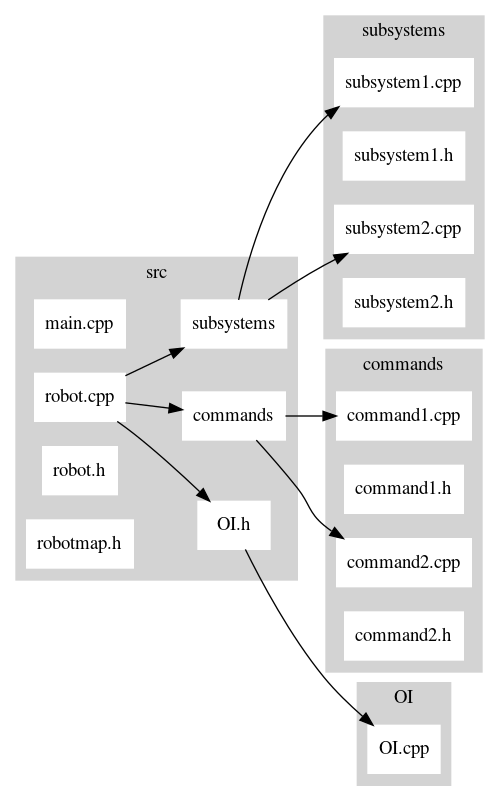 subsystems
subsystem1.cpp
subsystem1.h
subsystem2.cpp
subsystem2.h
src
main.cpp
subsystems
robot.cpp
commands
robot.h
OI.h
robotmap.h
commands
command1.cpp
command1.h
command2.cpp
command2.h
OI
OI.cpp